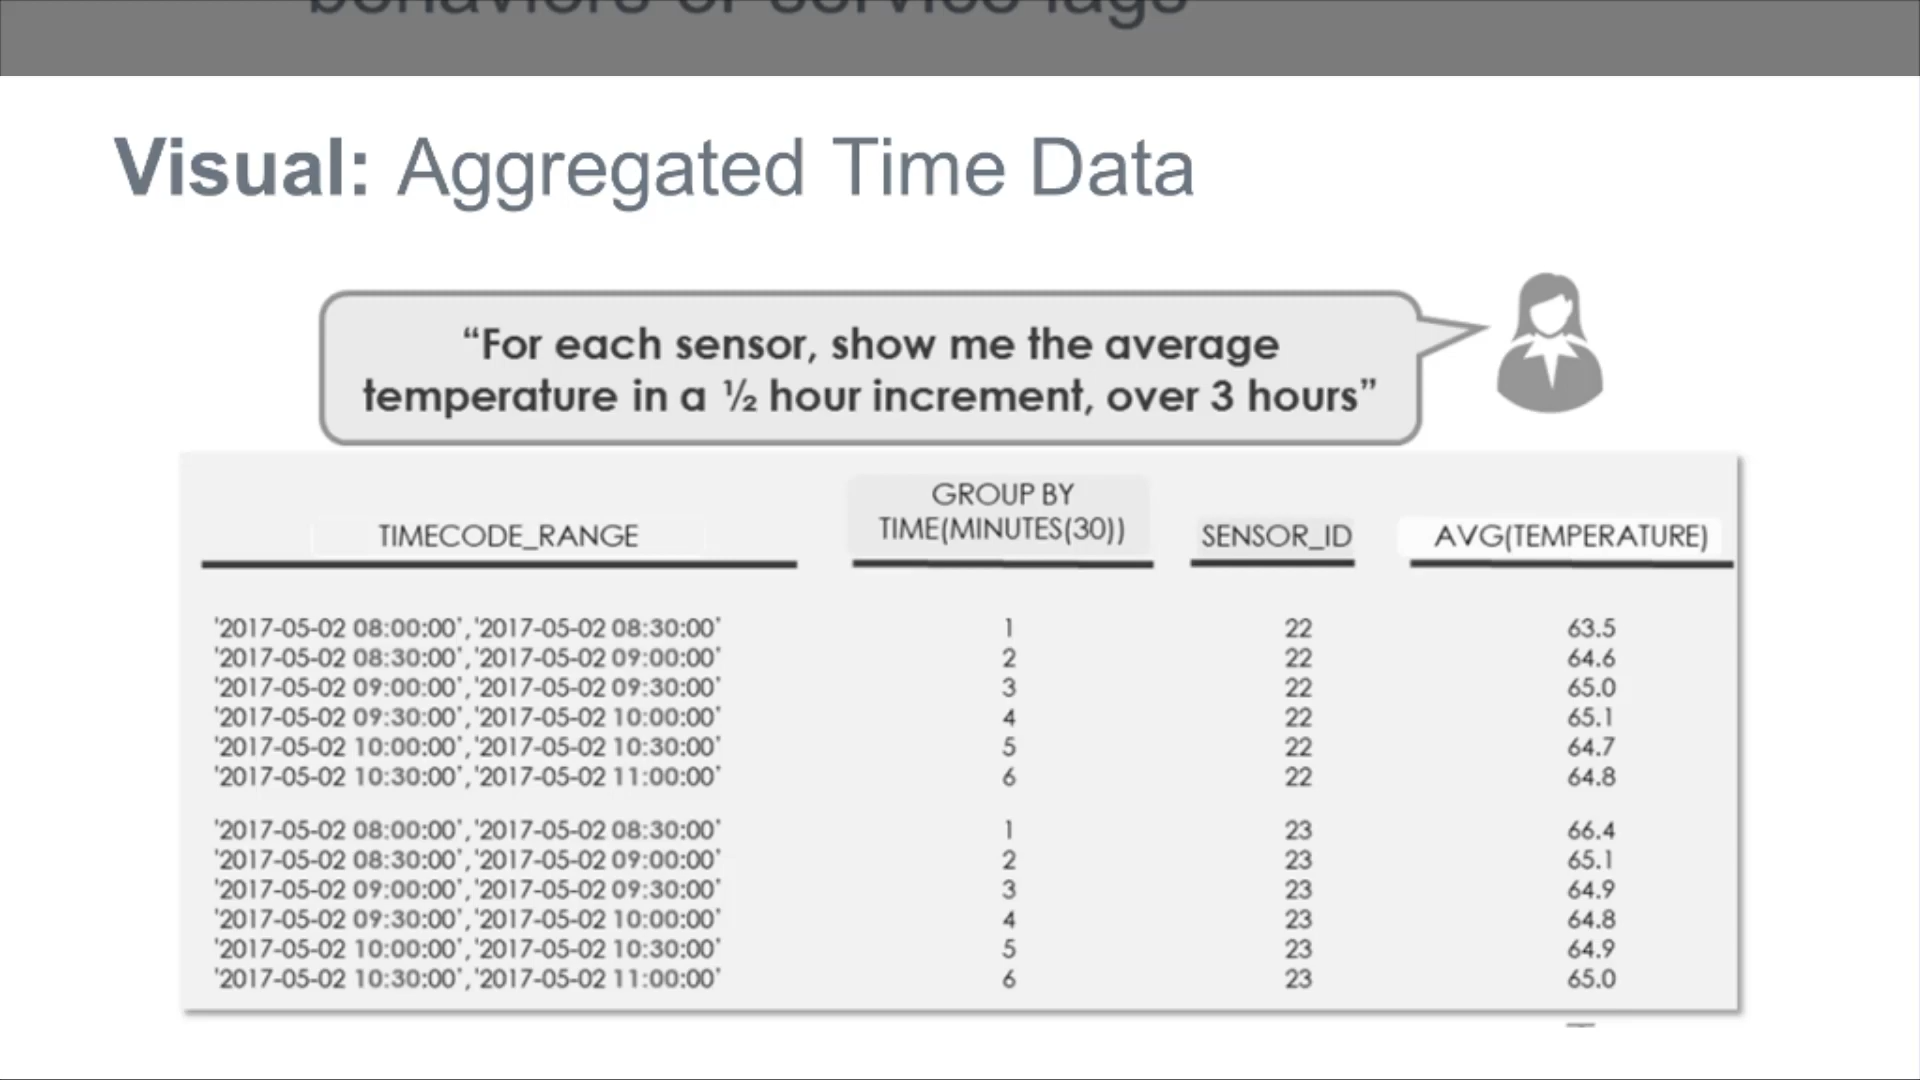 behaviors or service lags
Visual: Aggregated Time Data
“For each sensor, show me the average
temperature in a ½ hour increment, over 3 hours”
TIMECODE_RANGE
GROUP BY
TIME(MINUTES(30))
SENSOR_ID
AVG(TEMPERATURE)
'2017-05-02 08:00:00','2017-05-02 08:30:00' 1 22 63.5
'2017-05-02 08:30:00','2017-05-02 09:00:00' 2 22 64.6
'2017-05-02 09:00:00','2017-05-02 09:30:00' 3 22 65.0
'2017-05-02 09:30:00','2017-05-02 10:00:00' 4 22 65.1
'2017-05-02 10:00:00','2017-05-02 10:30:00' 5 22 64.7
'2017-05-02 10:30:00','2017-05-02 11:00:00' 6 22 64.8
'2017-05-02 08:00:00','2017-05-02 08:30:00' 1 23 66.4
'2017-05-02 08:30:00','2017-05-02 09:00:00' 2 23 65.1
'2017-05-02 09:00:00','2017-05-02 09:30:00' 3 23 64.9
'2017-05-02 09:30:00','2017-05-02 10:00:00' 4 23 64.8
'2017-05-02 10:00:00','2017-05-02 10:30:00' 5 23 64.9
'2017-05-02 10:30:00','2017-05-02 11:00:00' 6 23 65.0